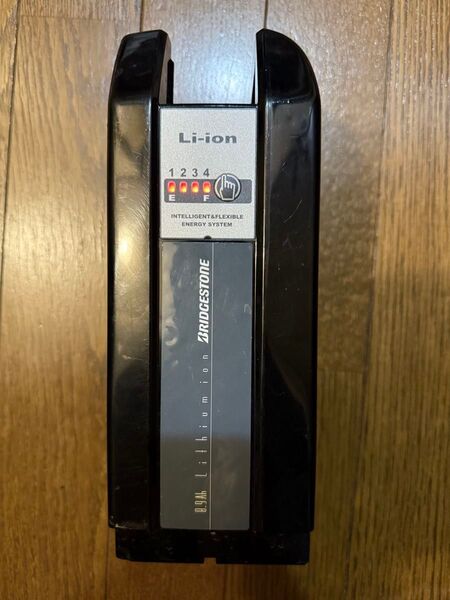 Li-ion
1 2 3 4
E F
INTELLIGENT&FLEXIBLE
ENERGY SYSTEM
BRIDGESTONE
8.9Ah Lithium ion